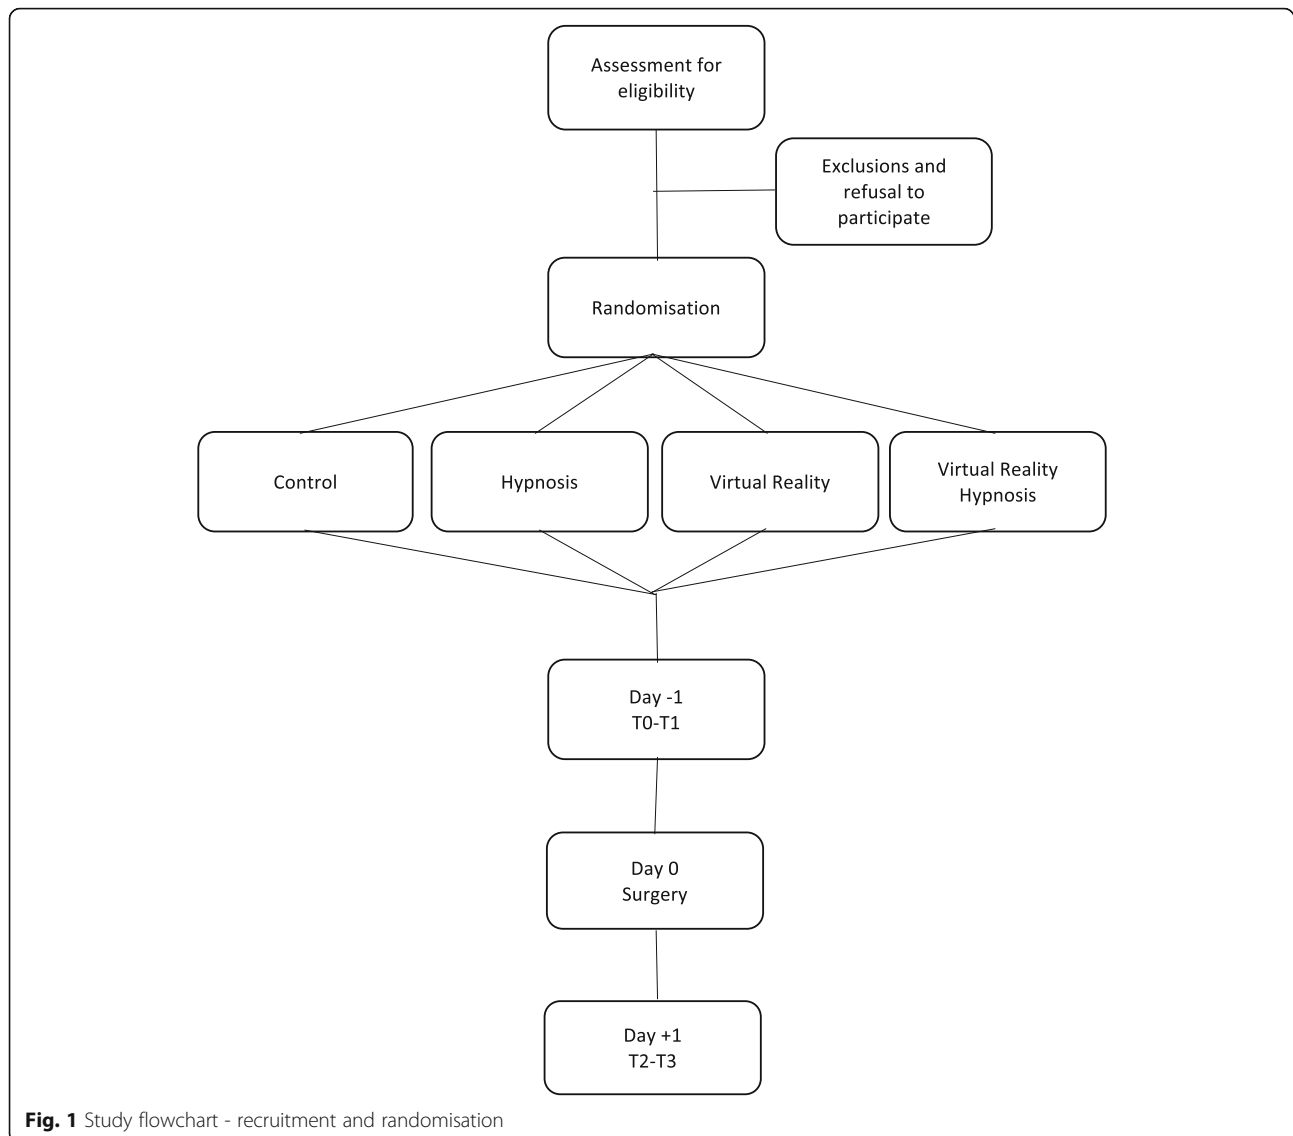 Assessment for
eligibility
Exclusions and
refusal to
participate
Randomisation
Control
Hypnosis
Virtual Reality
Virtual Reality
Hypnosis
Day -1
T0-T1
Day 0
Surgery
Day +1
T2-T3
Fig. 1 Study flowchart - recruitment and randomisation